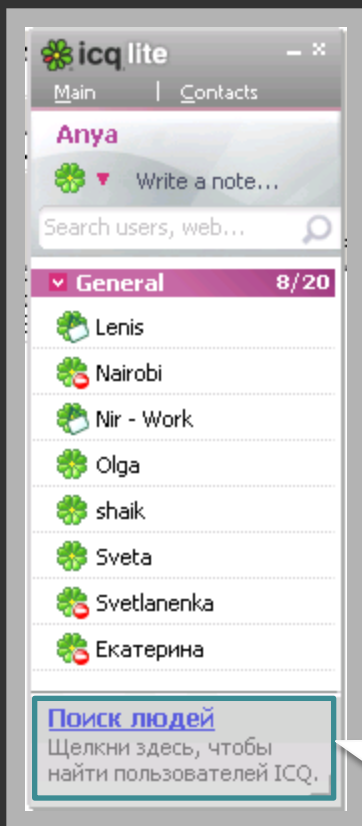 icq lite
Main | Contacts
Anya
Write a note...
Search users, web...
General 8/20
Lenis
Nairobi
Nir - Work
Olga
shaik
Sveta
Svetlanenka
Екатерина
Поиск людей
Щелкни здесь, чтобы
найти пользователей ICQ.